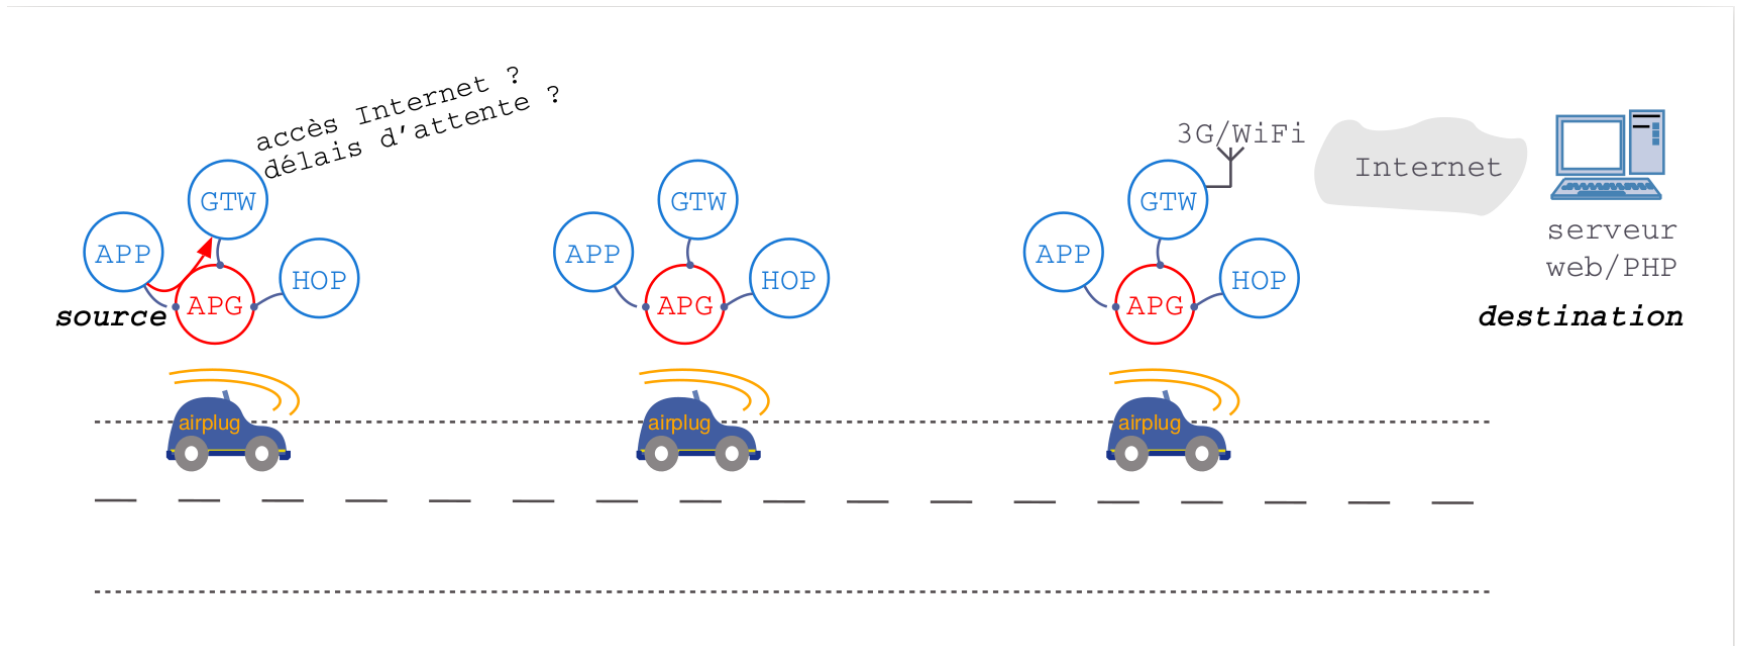 accès Internet ?
délais d'attente ?
GTW
APP
HOP
APG
source
airplug
GTW
APP
HOP
APG
airplug
3G/WiFi
GTW
APP
HOP
APG
airplug
Internet
serveur
web/PHP
destination